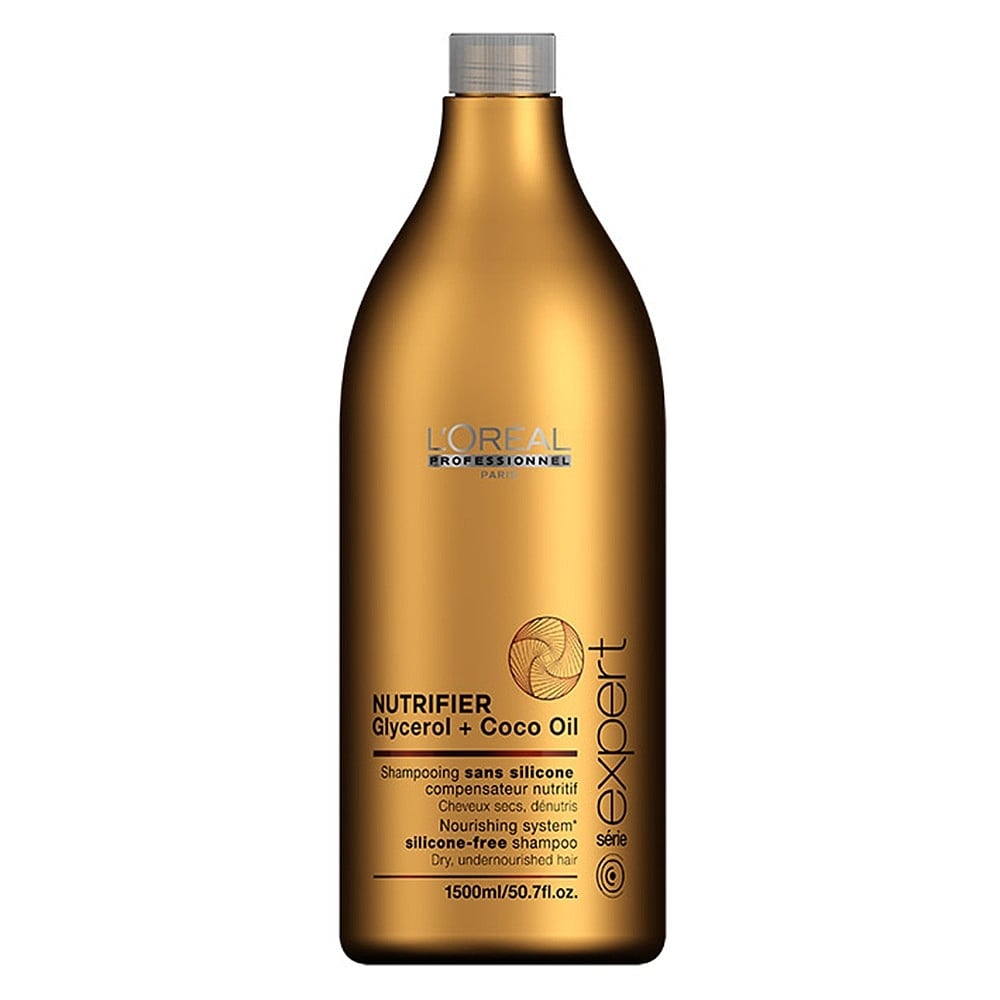 L'ORÉAL
PROFESSIONNEL
PARIS
NUTRIFIER
Glycerol + Coco Oil
Shampooing sans silicone
compensateur nutritif
Cheveux secs, dénutris
Nourishing system*
silicone-free shampoo
Dry, undernourished hair
1500ml/50.7fl.oz.
série expert